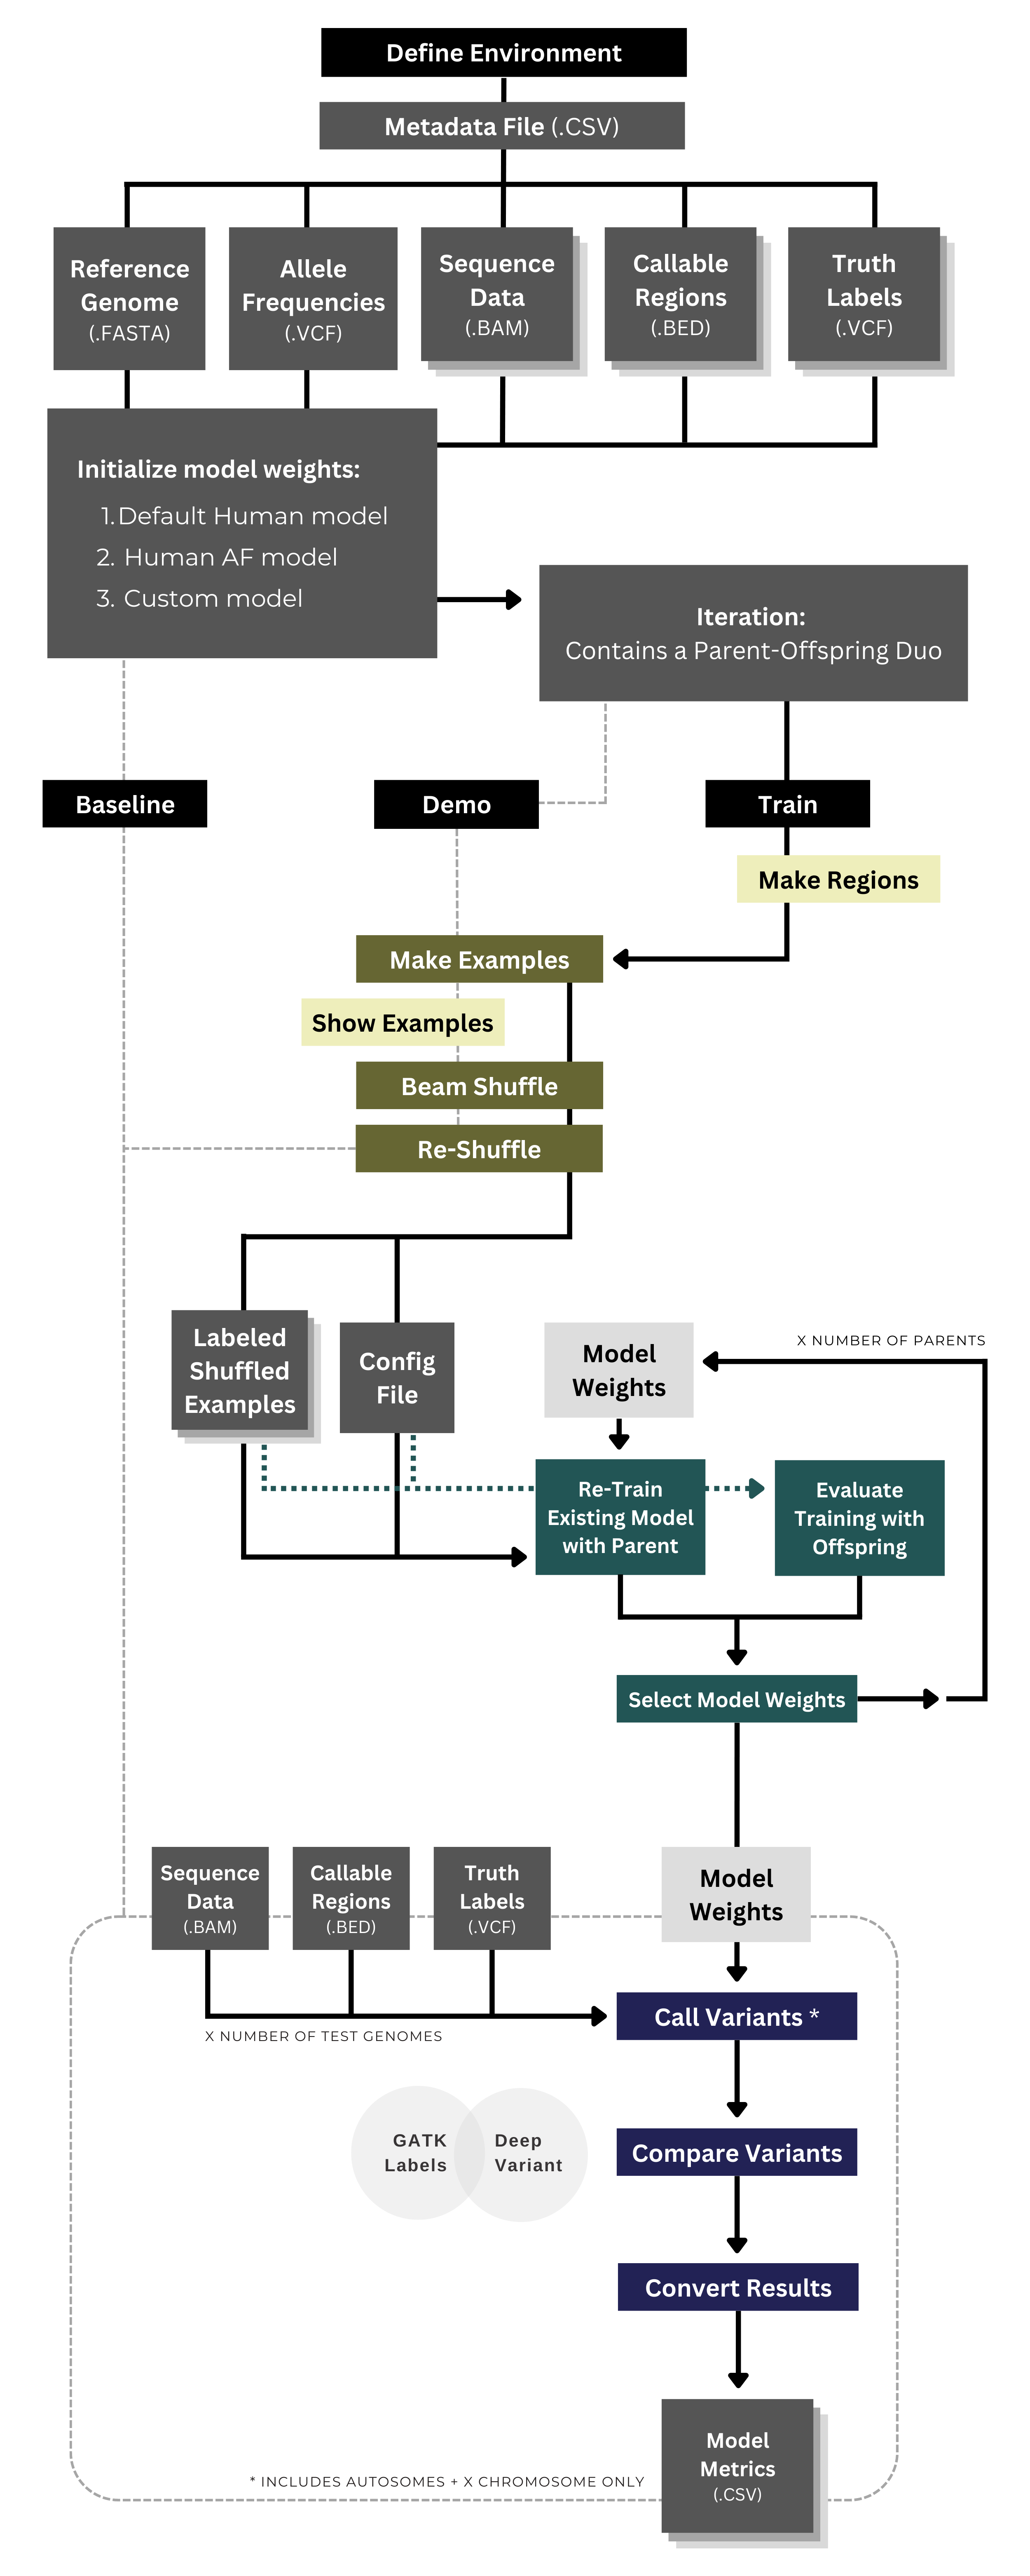 Define Environment
Metadata File (.CSV)
Reference
Genome
(.FASTA)
Allele
Frequencies
(.VCF)
Sequence
Data
(.BAM)
Callable
Regions
(.BED)
Truth
Labels
(.VCF)
Initialize model weights:
1. Default Human model
2. Human AF model
3. Custom model
Iteration:
Contains a Parent-Offspring Duo
Baseline
Demo
Train
Make Regions
Make Examples
Show Examples
Beam Shuffle
Re-Shuffle
Labeled
Shuffled
Examples
Config
File
Model
Weights
X NUMBER OF PARENTS
Re-Train
Existing Model
with Parent
Evaluate
Training with
Offspring
Select Model Weights
Sequence
Data
(.BAM)
Callable
Regions
(.BED)
Truth
Labels
(.VCF)
Model
Weights
Call Variants *
X NUMBER OF TEST GENOMES
GATK
Labels
Deep
Variant
Compare Variants
Convert Results
Model
Metrics
(.CSV)
* INCLUDES AUTOSOMES + X CHROMOSOME ONLY